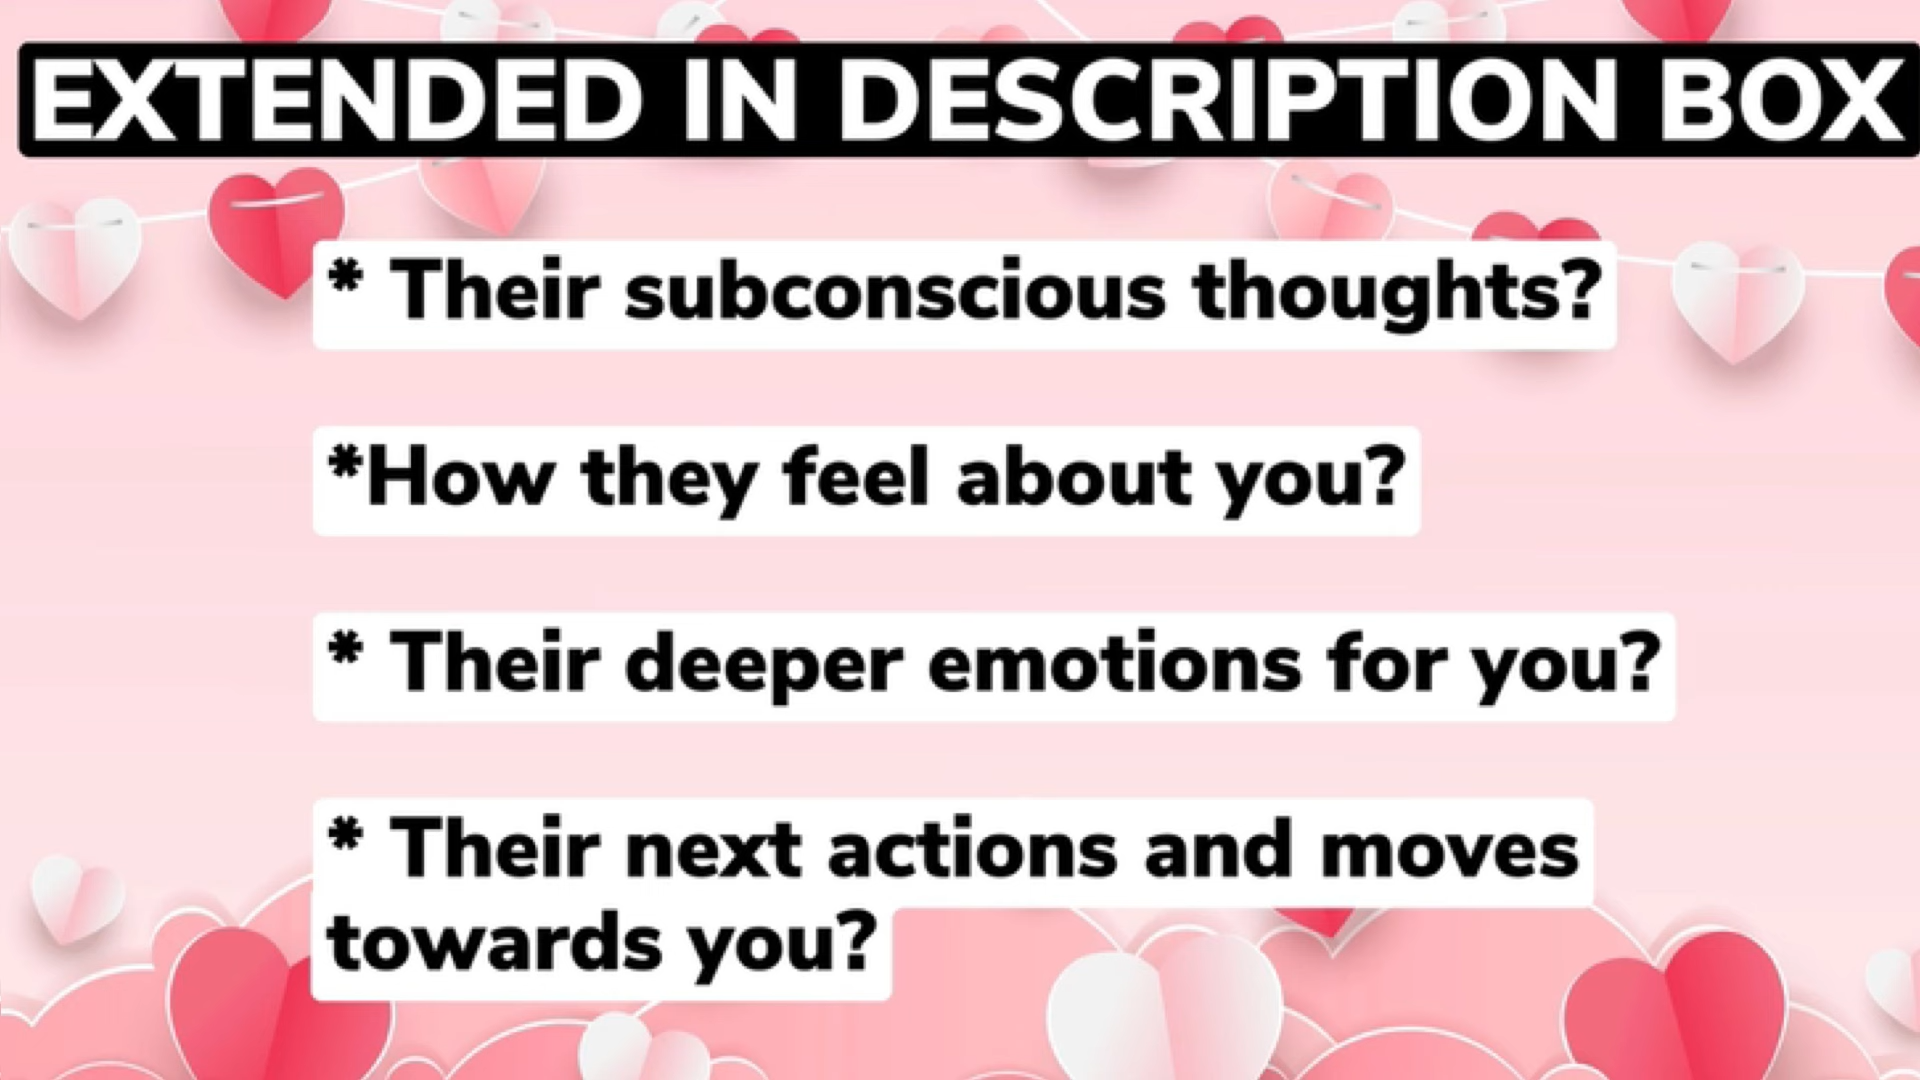 EXTENDED IN DESCRIPTION BOX
* Their subconscious thoughts?
*How they feel about you?
* Their deeper emotions for you?
* Their next actions and moves
towards you?